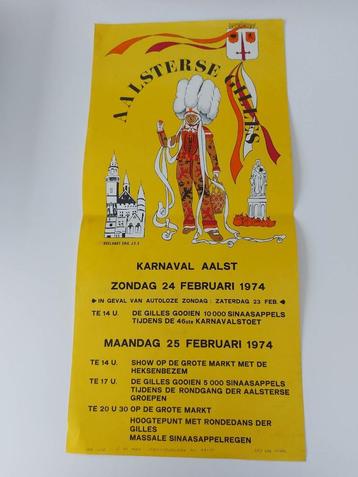 AALSTERSE GILLES
KARNAVAL AALST
ZONDAG 24 FEBRUARI 1974
IN GEVAL VAN AUTOLOZE ZONDAG : ZATERDAG 23 FEB.
TE 14 U. DE GILLES GOOIEN 10 000 SINAASAPPELS
TIJDENS DE 46ste KARNAVALSTOET
MAANDAG 25 FEBRUARI 1974
TE 14 U. SHOW OP DE GROTE MARKT MET DE
HEKSENBEZEM
TE 17 U. DE GILLES GOOIEN 5 000 SINAASAPPELS
TIJDENS DE RONDGANG DER AALSTERSE
GROEPEN
TE 20 U 30 OP DE GROTE MARKT
HOOGTEPUNT MET RONDEDANS DER
GILLES
MASSALE SINAASAPPELREGEN